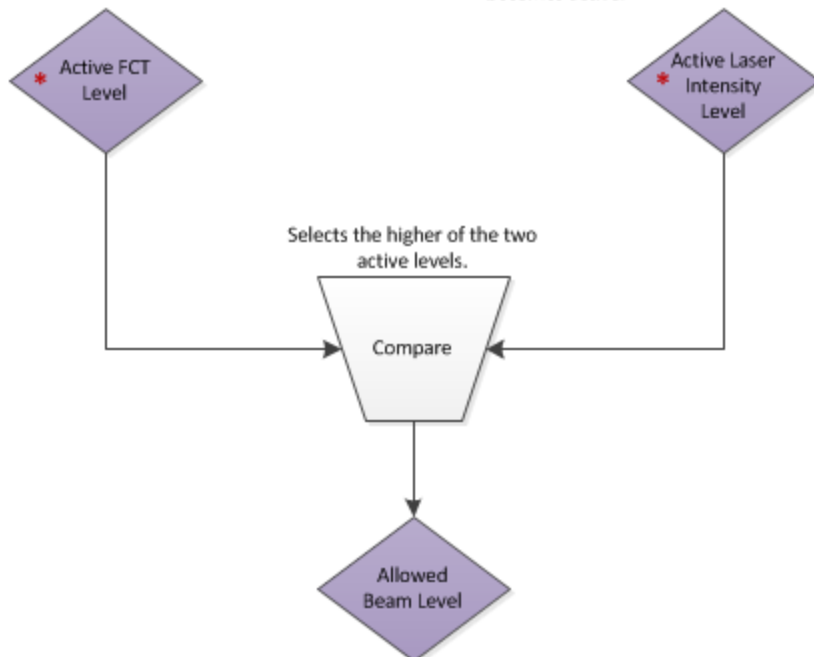 * Active FCT
Level
* Active Laser
Intensity
Level
Selects the higher of the two
active levels.
Compare
Allowed
Beam Level